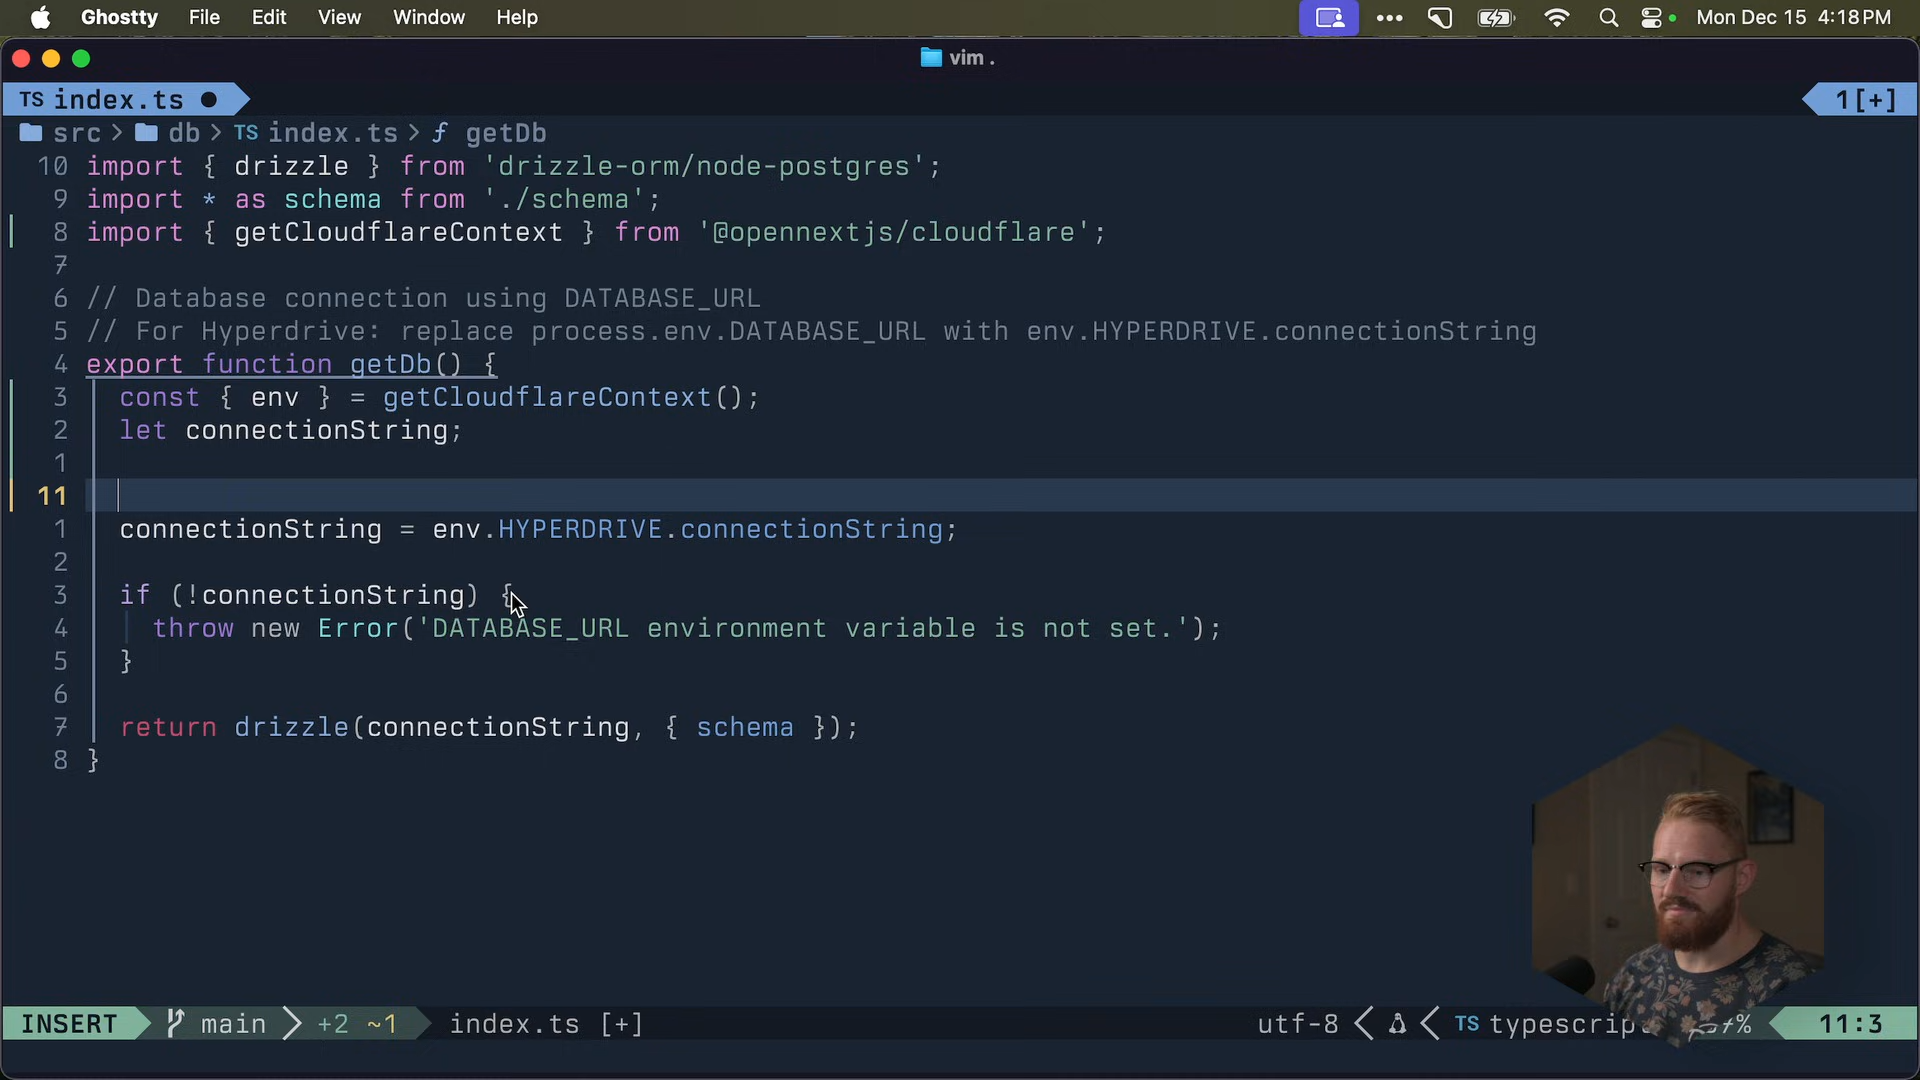 Ghostty File Edit View Window Help Mon Dec 15 4:18 PM
vim .
TS index.ts ● 1[+]
src > db > TS index.ts > f getDb
10 import { drizzle } from 'drizzle-orm/node-postgres';
9 import * as schema from './schema';
8 import { getCloudflareContext } from '@opennextjs/cloudflare';
7
6 // Database connection using DATABASE_URL
5 // For Hyperdrive: replace process.env.DATABASE_URL with env.HYPERDRIVE.connectionString
4 export function getDb() {
3 const { env } = getCloudflareContext();
2 let connectionString;
1
11
1 connectionString = env.HYPERDRIVE.connectionString;
2
3 if (!connectionString) {
4 throw new Error('DATABASE_URL environment variable is not set.');
5 }
6
7 return drizzle(connectionString, { schema });
8 }
INSERT main +2 ~1 index.ts [+] utf-8 TS 11:3